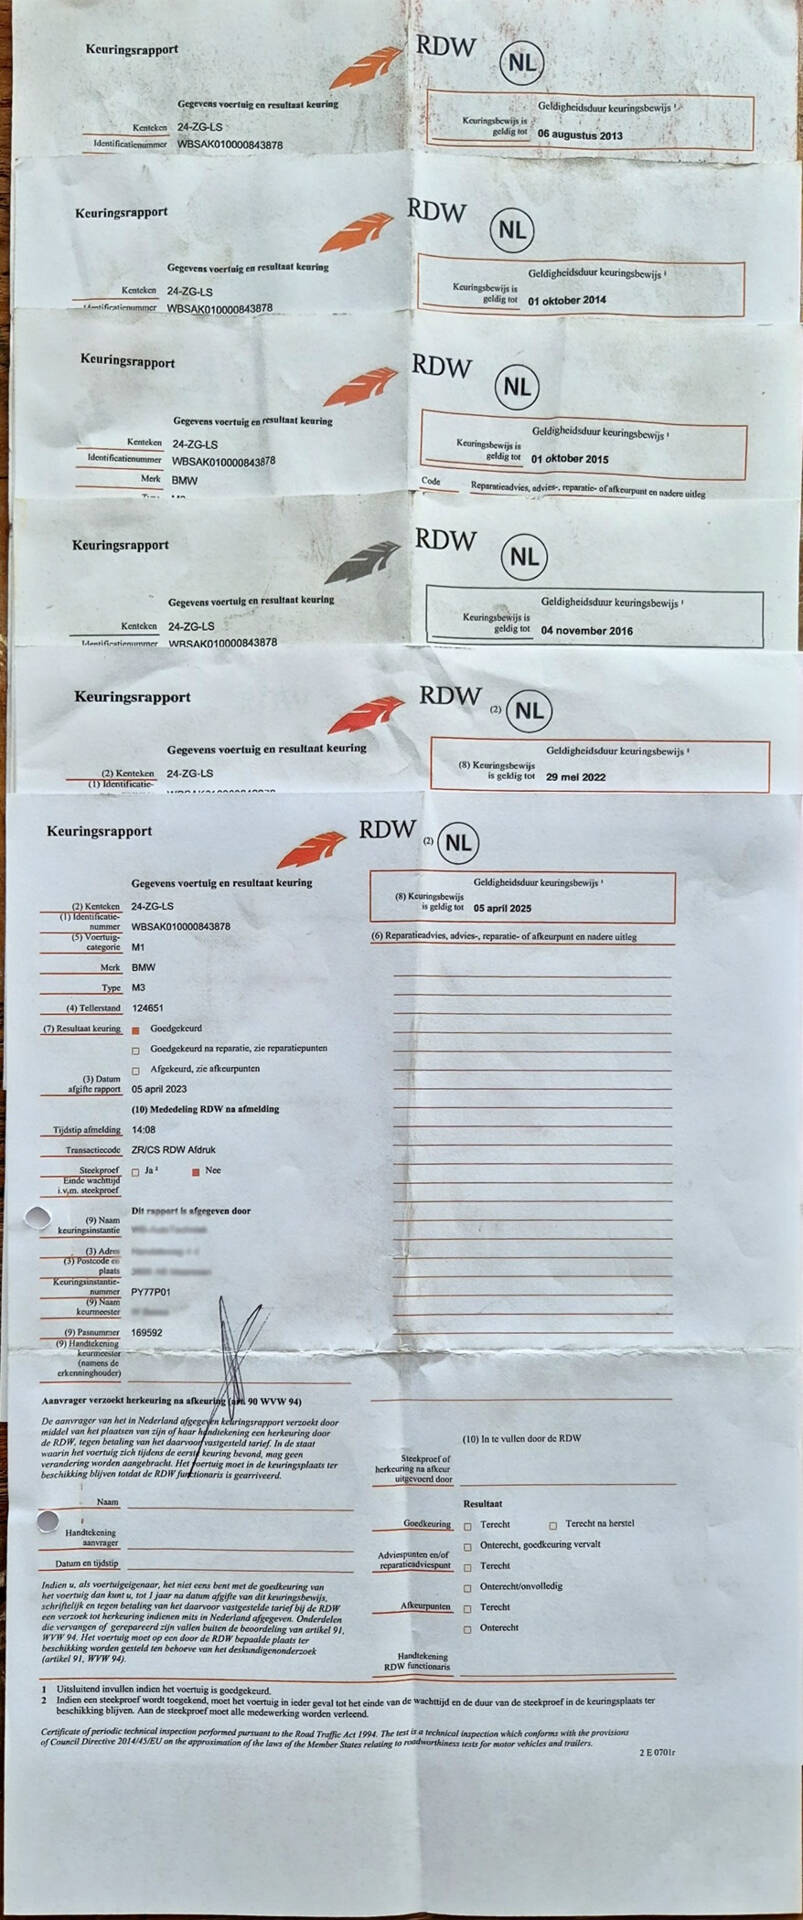 Keuringsrapport
RDW
NL
Gegevens voertuig en resultaat keuring
Geldigheidsduur keuringsbewijs 1
Kenteken 24-ZG-LS
Keuringsbewijs is
geldig tot 06 augustus 2013
Identificatienummer WBSAK010000843878
Keuringsrapport
RDW
NL
Gegevens voertuig en resultaat keuring
Geldigheidsduur keuringsbewijs 1
Kenteken 24-ZG-LS
Keuringsbewijs is
geldig tot 01 oktober 2014
Identificatienummer WBSAK010000843878
Keuringsrapport
RDW
NL
Gegevens voertuig en resultaat keuring
Geldigheidsduur keuringsbewijs 1
Kenteken 24-ZG-LS
Keuringsbewijs is
geldig tot 01 oktober 2015
Identificatienummer WBSAK010000843878
Merk BMW
Code Reparatieadvies, advies-, reparatie- of afkeurpunt en nadere uitleg
Keuringsrapport
RDW
NL
Gegevens voertuig en resultaat keuring
Geldigheidsduur keuringsbewijs 1
Kenteken 24-ZG-LS
Keuringsbewijs is
geldig tot 04 november 2016
Identificatienummer WBSAK010000843878
Keuringsrapport
RDW
(2) NL
Gegevens voertuig en resultaat keuring
Geldigheidsduur keuringsbewijs 1
(2) Kenteken 24-ZG-LS
(8) Keuringsbewijs
is geldig tot 29 mei 2022
(1) Identificatie-
Keuringsrapport
RDW
(2) NL
Gegevens voertuig en resultaat keuring
(2) Kenteken 24-ZG-LS
(1) Identificatie-
nummer WBSAK010000843878
(5) Voertuig-
categorie M1
Merk BMW
Type M3
(4) Tellerstand 124651
(7) Resultaat keuring Goedgekeurd
Goedgekeurd na reparatie, zie reparatiepunten
Afgekeurd, zie afkeurpunten
(3) Datum
afgifte rapport 05 april 2023
(10) Mededeling RDW na afmelding
Tijdstip afmelding 14:08
Transactiecode ZR/CS RDW Afdruk
Steekproef Ja 2 Nee
Einde wachttijd
i.v.m. steekproef
Dit rapport is afgegeven door
(9) Naam
keuringsinstantie
(3) Adres
(3) Postcode en
plaats
Keuringsinstantie-
nummer PY77P01
(9) Naam
keurmeester
(9) Pasnummer 169592
(9) Handtekening
keurmeester
(namens de
erkenninghouder)
Geldigheidsduur keuringsbewijs 1
(8) Keuringsbewijs
is geldig tot 05 april 2025
(6) Reparatieadvies, advies-, reparatie- of afkeurpunt en nadere uitleg
Aanvrager verzoekt herkeuring na afkeuring (art. 90 WVW 94)
De aanvrager van het in Nederland afgegeven keuringsrapport verzoekt door
middel van het plaatsen van zijn of haar handtekening een herkeuring door
de RDW, tegen betaling van het daarvoor vastgesteld tarief. In de staat
waarin het voertuig zich tijdens de eerste keuring bevond, mag geen
verandering worden aangebracht. Het voertuig moet in de keuringsplaats ter
beschikking blijven totdat de RDW functionaris is gearriveerd.
Naam
Handtekening
aanvrager
Datum en tijdstip
Indien u, als voertuigeigenaar, het niet eens bent met de goedkeuring van
het voertuig dan kunt u, tot 1 jaar na datum afgifte van dit keuringsbewijs,
schriftelijk en tegen betaling van het daarvoor vastgestelde tarief bij de RDW
een verzoek tot herkeuring indienen mits in Nederland afgegeven. Onderdelen
die vervangen of gerepareerd zijn vallen buiten de beoordeling van artikel 91,
WVW 94. Het voertuig moet op een door de RDW bepaalde plaats ter
beschikking worden gesteld ten behoeve van het deskundigenonderzoek
(artikel 91, WVW 94).
(10) In te vullen door de RDW
Steekproef of
herkeuring na afkeur
uitgevoerd door
Resultaat
Goedkeuring Terecht Terecht na herstel
Onterecht, goedkeuring vervalt
Adviespunten en/of
reparatieadviespunt Terecht
Onterecht/onvolledig
Afkeurpunten Terecht
Onterecht
Handtekening
RDW functionaris
1 Uitsluitend invullen indien het voertuig is goedgekeurd.
2 Indien een steekproef wordt toegekend, moet het voertuig in ieder geval tot het einde van de wachttijd en de duur van de steekproef in de keuringsplaats ter
beschikking blijven. Aan de steekproef moet alle medewerking worden verleend.
Certificate of periodic technical inspection performed pursuant to the Road Traffic Act 1994. The test is a technical inspection which conforms with the provisions
of Council Directive 2014/45/EU on the approximation of the laws of the Member States relating to roadworthiness tests for motor vehicles and trailers.
2 E 0701r